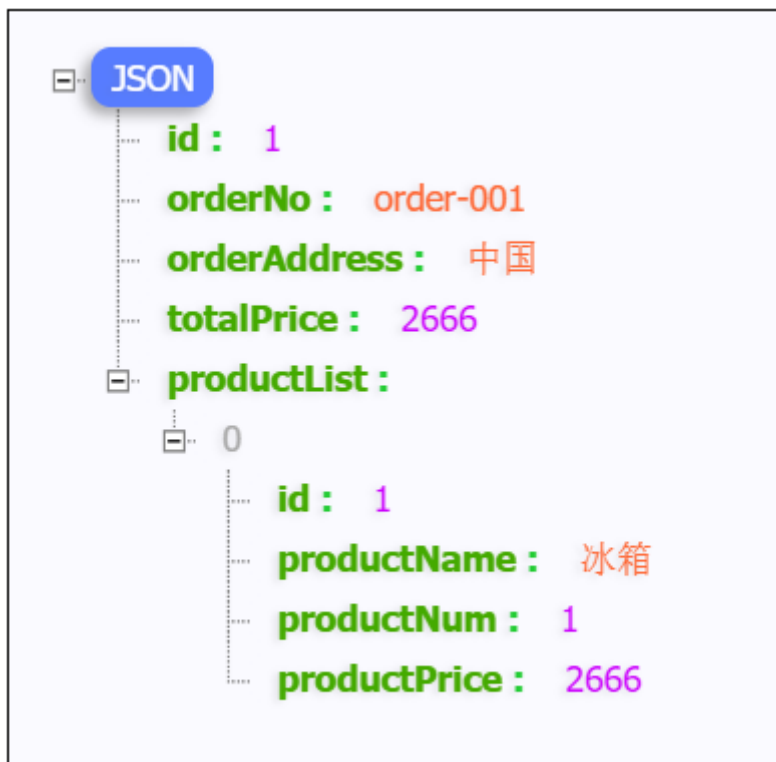 JSON
id : 1
orderNo : order-001
orderAddress : 中国
totalPrice : 2666
productList :
0
id : 1
productName : 冰箱
productNum : 1
productPrice : 2666